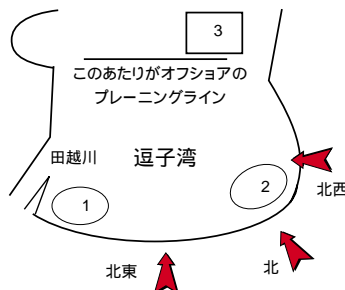 3
このあたりがオフショアの
プレーニングライン
田越川
逗子湾
1
2
北西
北東
北